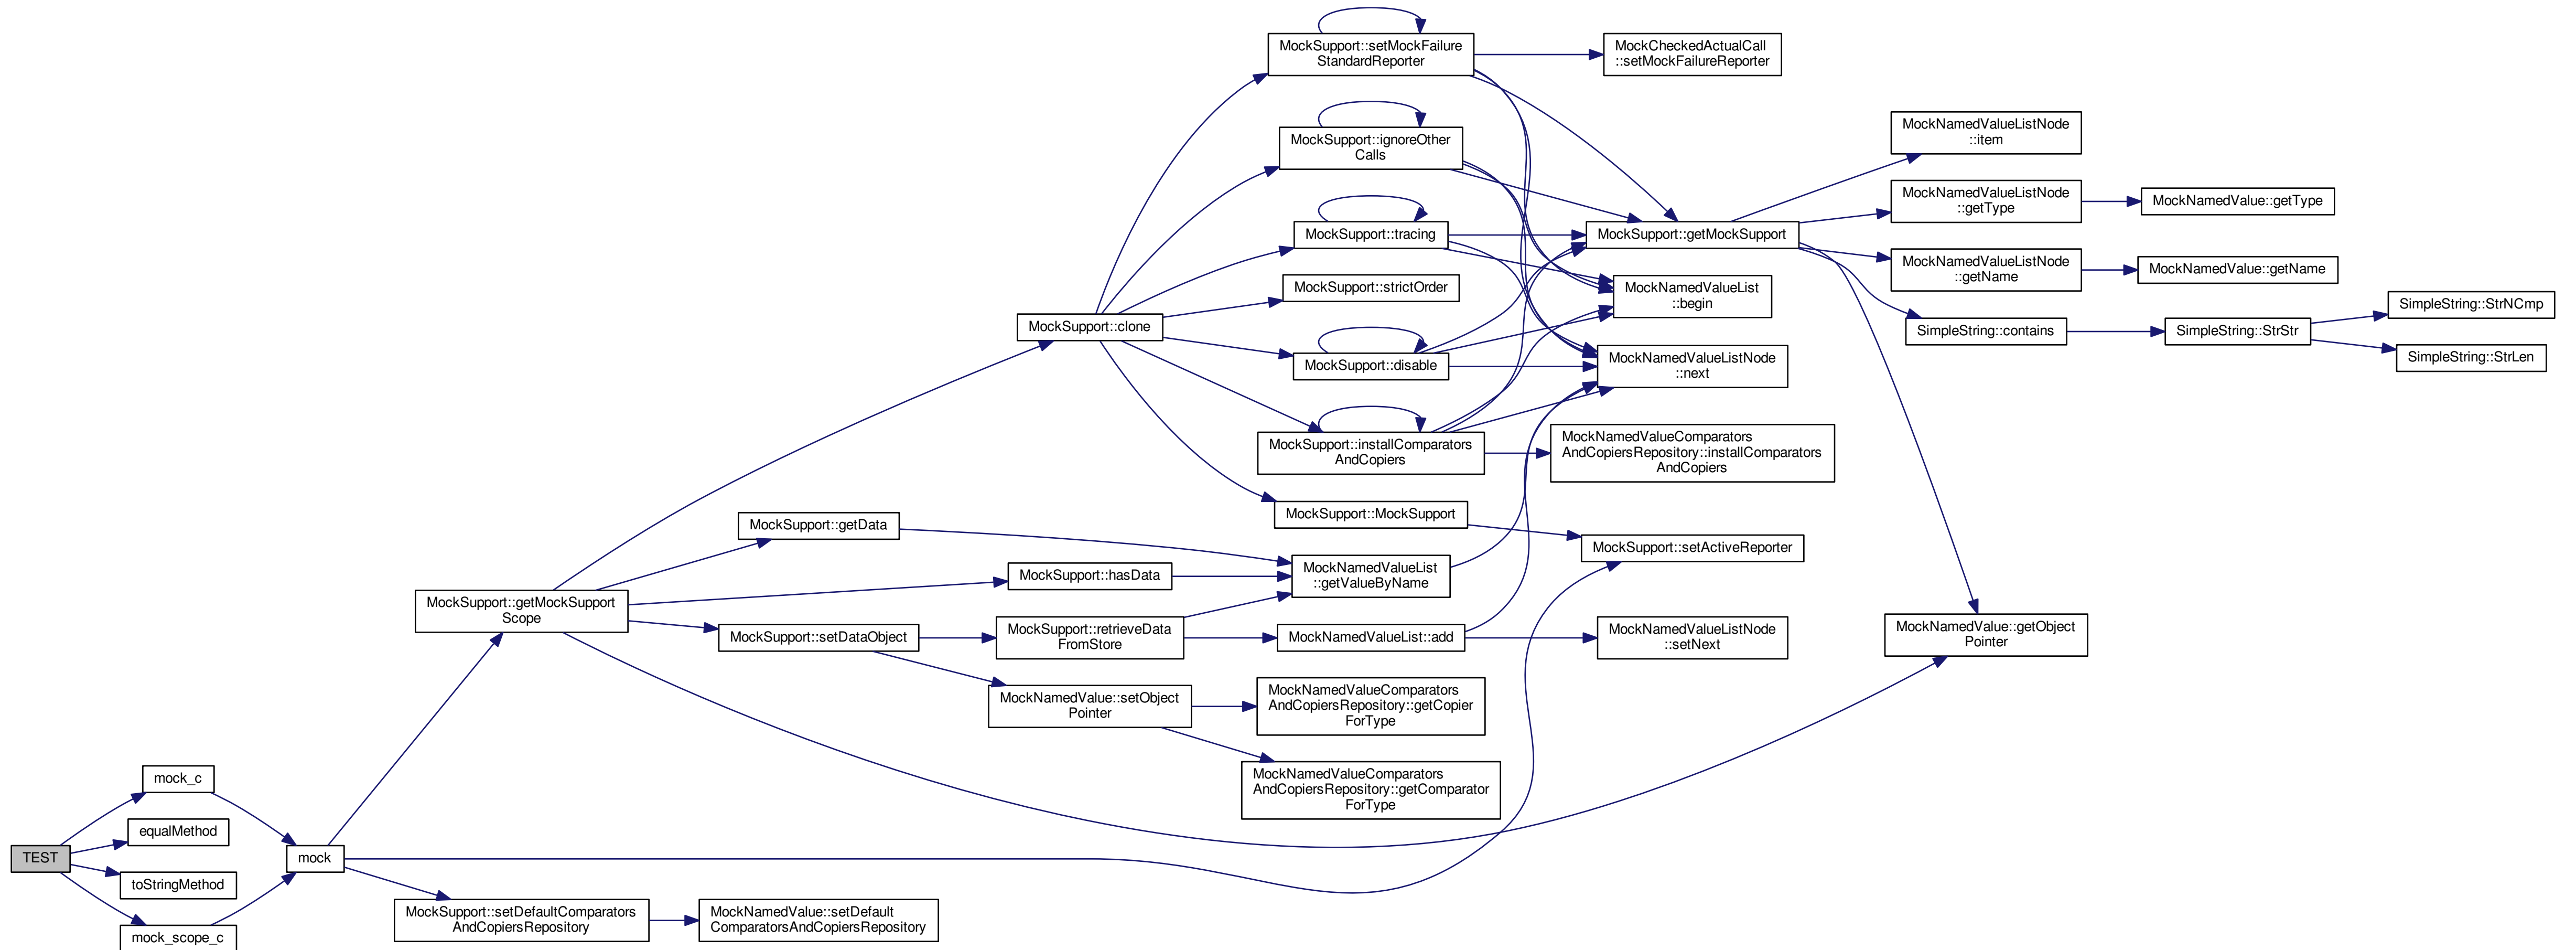 TEST
mock_c
equalMethod
toStringMethod
mock_scope_c
mock
MockSupport::getMockSupport
Scope
MockSupport::setDefaultComparators
AndCopiersRepository
MockNamedValue::setDefault
ComparatorsAndCopiersRepository
MockSupport::clone
MockSupport::getData
MockSupport::hasData
MockSupport::setDataObject
MockSupport::retrieveData
FromStore
MockNamedValue::setObject
Pointer
MockSupport::setMockFailure
StandardReporter
MockSupport::ignoreOther
Calls
MockSupport::tracing
MockSupport::strictOrder
MockSupport::disable
MockSupport::installComparators
AndCopiers
MockSupport::MockSupport
MockNamedValueList
::getValueByName
MockNamedValueList::add
MockNamedValueComparators
AndCopiersRepository::getCopier
ForType
MockNamedValueComparators
AndCopiersRepository::getComparator
ForType
MockCheckedActualCall
::setMockFailureReporter
MockSupport::getMockSupport
MockNamedValueList
::begin
MockNamedValueListNode
::next
MockNamedValueComparators
AndCopiersRepository::installComparators
AndCopiers
MockSupport::setActiveReporter
MockNamedValueListNode
::setNext
MockNamedValueListNode
::item
MockNamedValueListNode
::getType
MockNamedValueListNode
::getName
SimpleString::contains
MockNamedValue::getObject
Pointer
MockNamedValue::getType
MockNamedValue::getName
SimpleString::StrStr
SimpleString::StrNCmp
SimpleString::StrLen